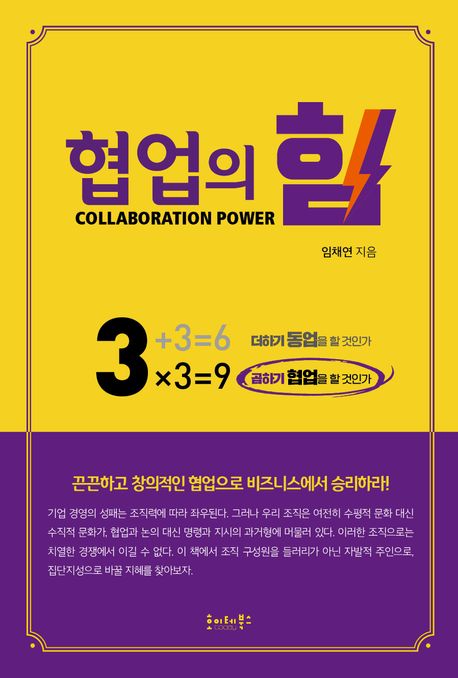 협업의 힘
COLLABORATION POWER
임채연 지음
3 +3=6 더하기 동업을 할 것인가
×3=9 곱하기 협업을 할 것인가
끈끈하고 창의적인 협업으로 비즈니스에서 승리하라!
기업 경영의 성패는 조직력에 따라 좌우된다. 그러나 우리 조직은 여전히 수평적 문화 대신
수직적 문화가, 협업과 논의 대신 명령과 지시의 과거형에 머물러 있다. 이러한 조직으로는
치열한 경쟁에서 이길 수 없다. 이 책에서 조직 구성원을 들러리가 아닌 자발적 주인으로,
집단지성으로 바꿀 지혜를 찾아보자.
호이테북스